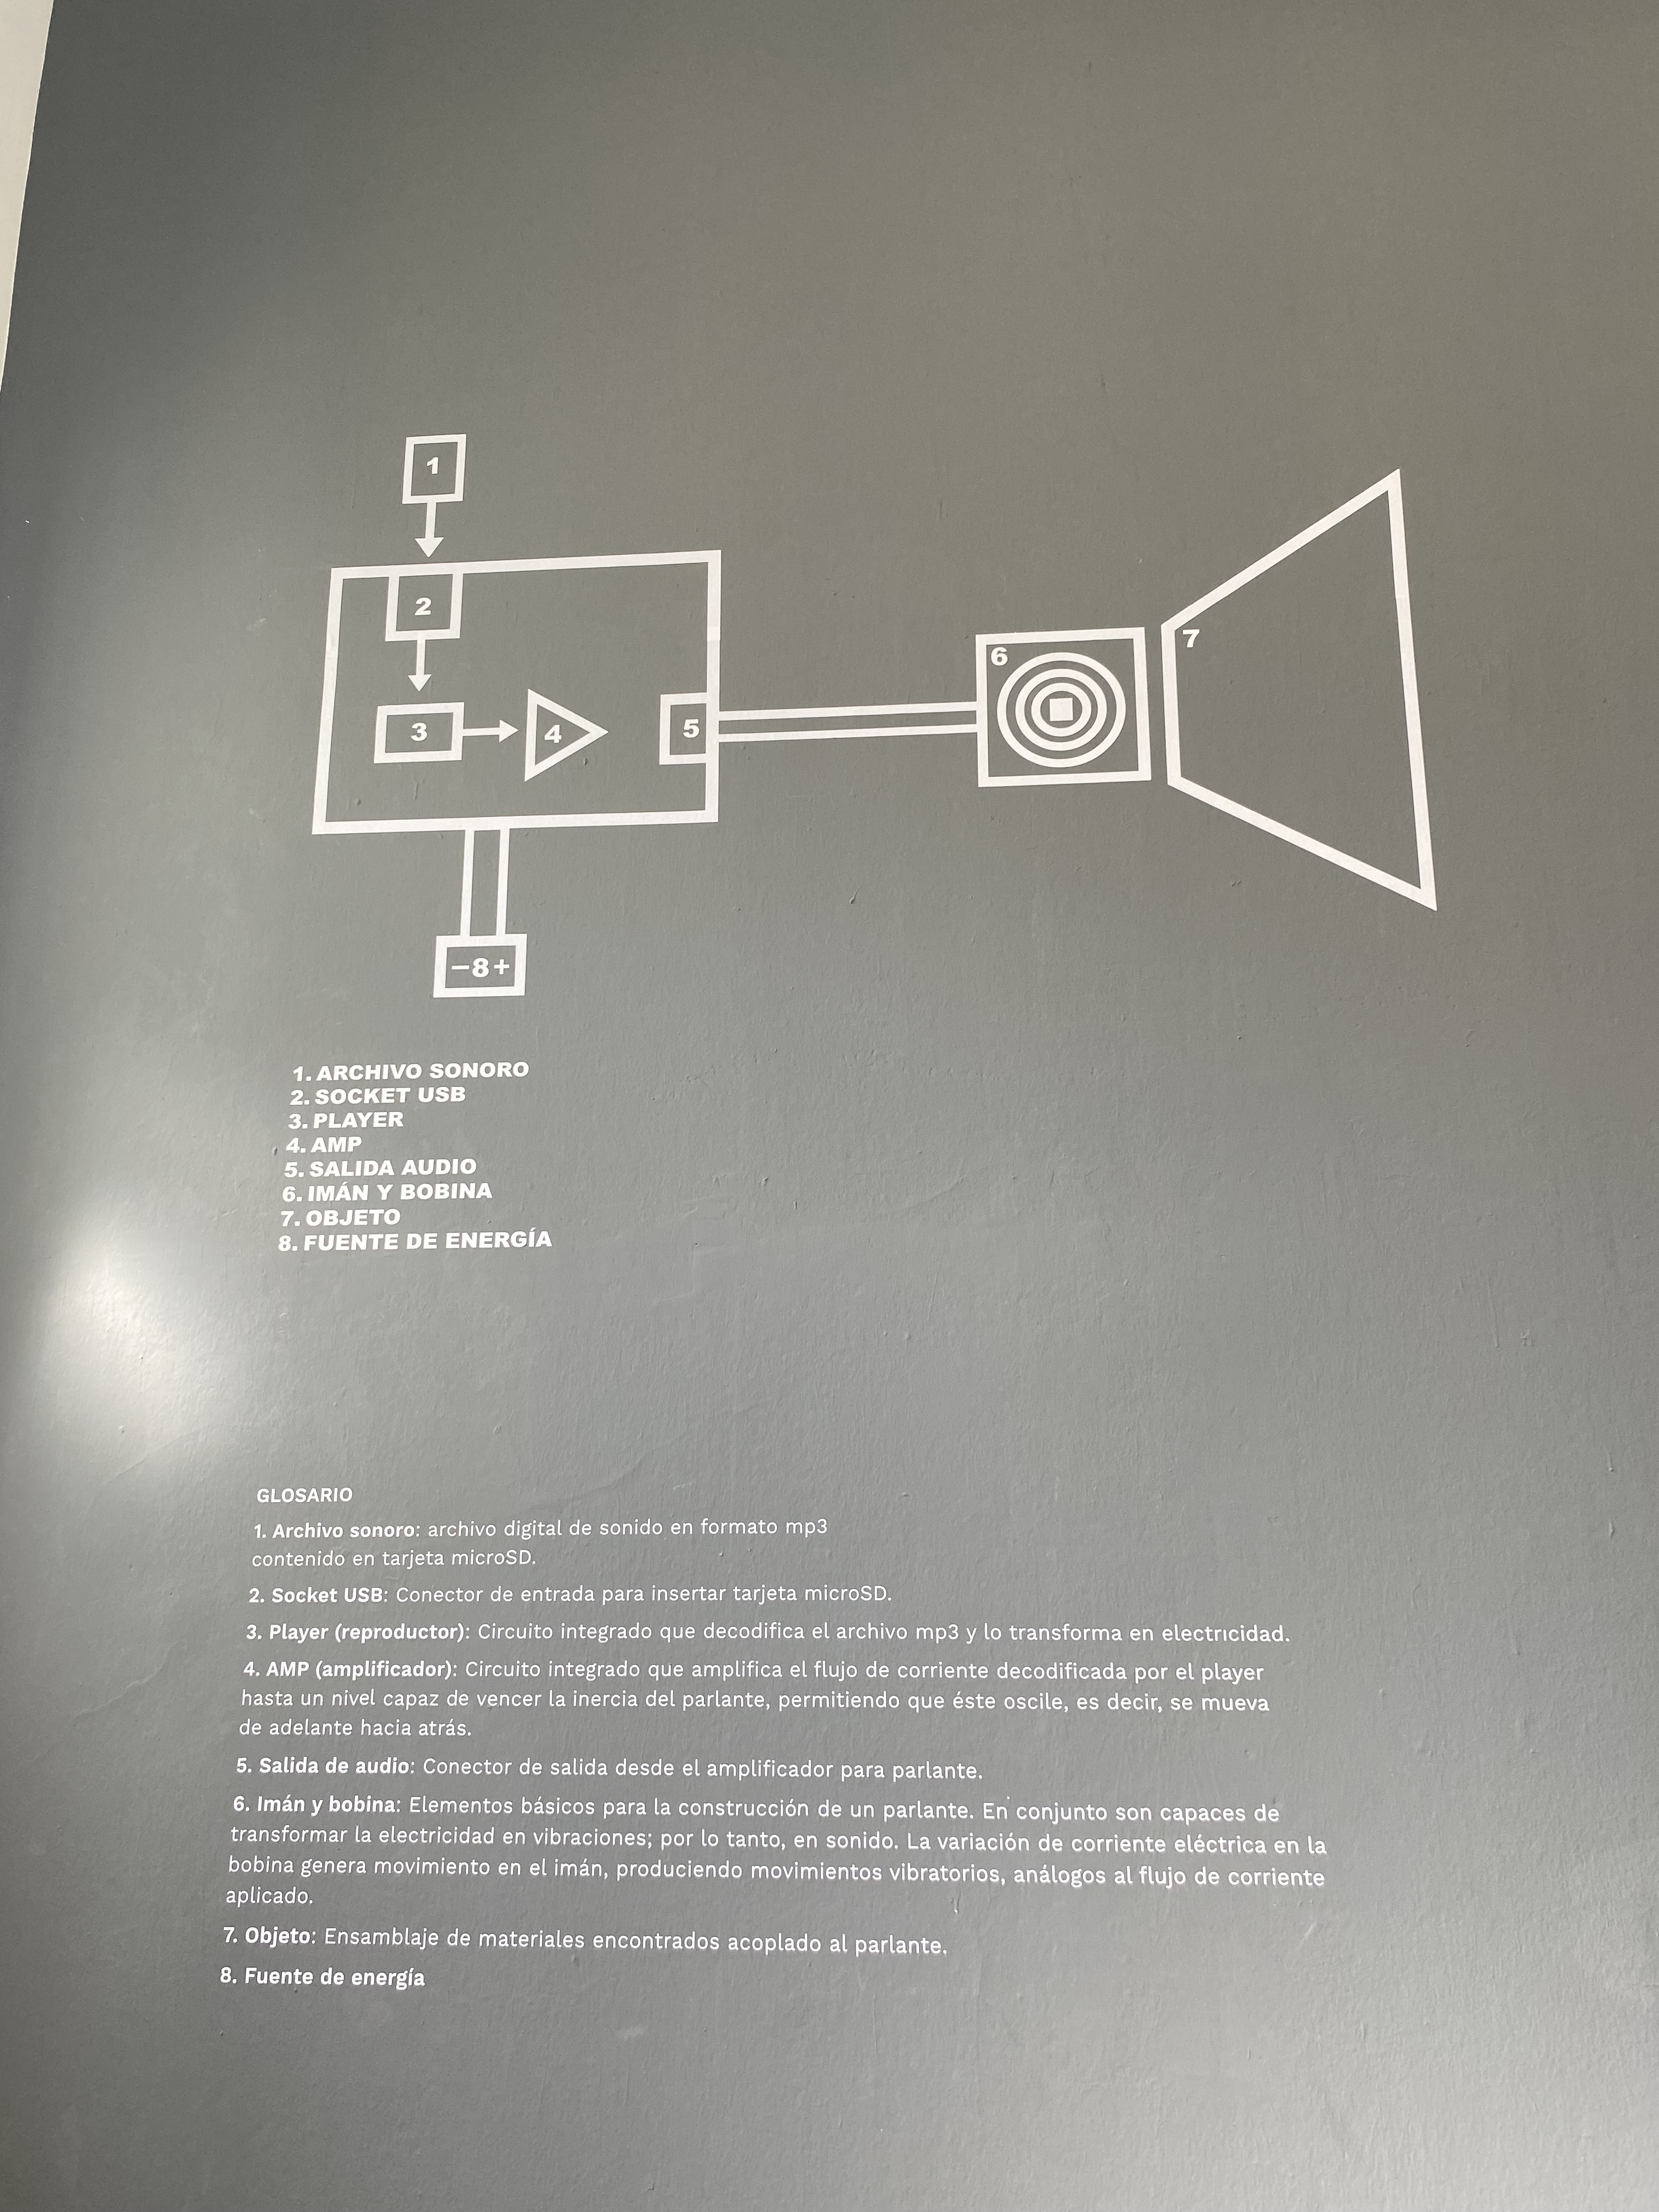 1
2
3
4
5
6
7
−8+
1. ARCHIVO SONORO
2. SOCKET USB
3. PLAYER
4. AMP
5. SALIDA AUDIO
6. IMÁN Y BOBINA
7. OBJETO
8. FUENTE DE ENERGÍA
GLOSARIO
1. Archivo sonoro: archivo digital de sonido en formato mp3
contenido en tarjeta microSD.
2. Socket USB: Conector de entrada para insertar tarjeta microSD.
3. Player (reproductor): Circuito integrado que decodifica el archivo mp3 y lo transforma en electricidad.
4. AMP (amplificador): Circuito integrado que amplifica el flujo de corriente decodificada por el player
hasta un nivel capaz de vencer la inercia del parlante, permitiendo que éste oscile, es decir, se mueva
de adelante hacia atrás.
5. Salida de audio: Conector de salida desde el amplificador para parlante.
6. Imán y bobina: Elementos básicos para la construcción de un parlante. En conjunto son capaces de
transformar la electricidad en vibraciones; por lo tanto, en sonido. La variación de corriente eléctrica en la
bobina genera movimiento en el imán, produciendo movimientos vibratorios, análogos al flujo de corriente
aplicado.
7. Objeto: Ensamblaje de materiales encontrados acoplado al parlante.
8. Fuente de energía